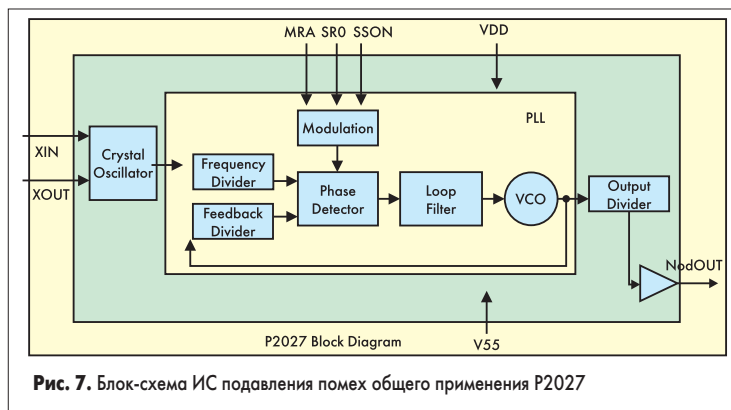 MRA SR0 SSON
VDD
PLL
XIN
XOUT
Crystal
Oscillator
Modulation
Frequency
Divider
Feedback
Divider
Phase
Detector
Loop
Filter
VCO
Output
Divider
NodOUT
V55
P2027 Block Diagram
Рис. 7. Блок-схема ИС подавления помех общего применения P2027